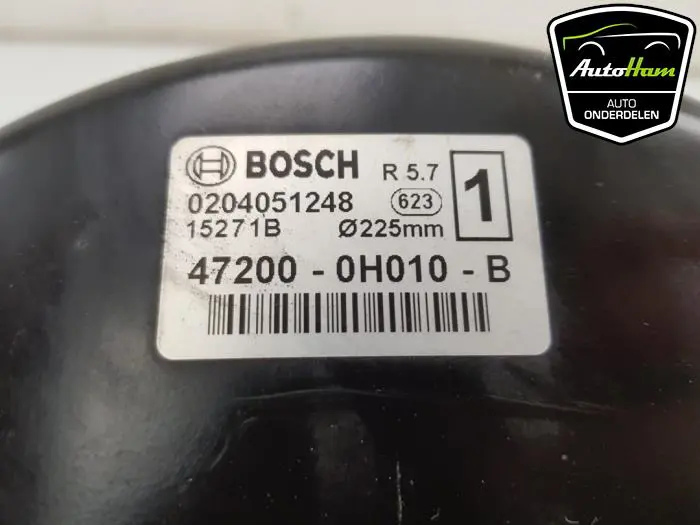 AutoHam
AUTO
ONDERDELEN
BOSCH R 5.7
1
0204051248 623
15271B Ø225mm
47200 - 0H010 - B